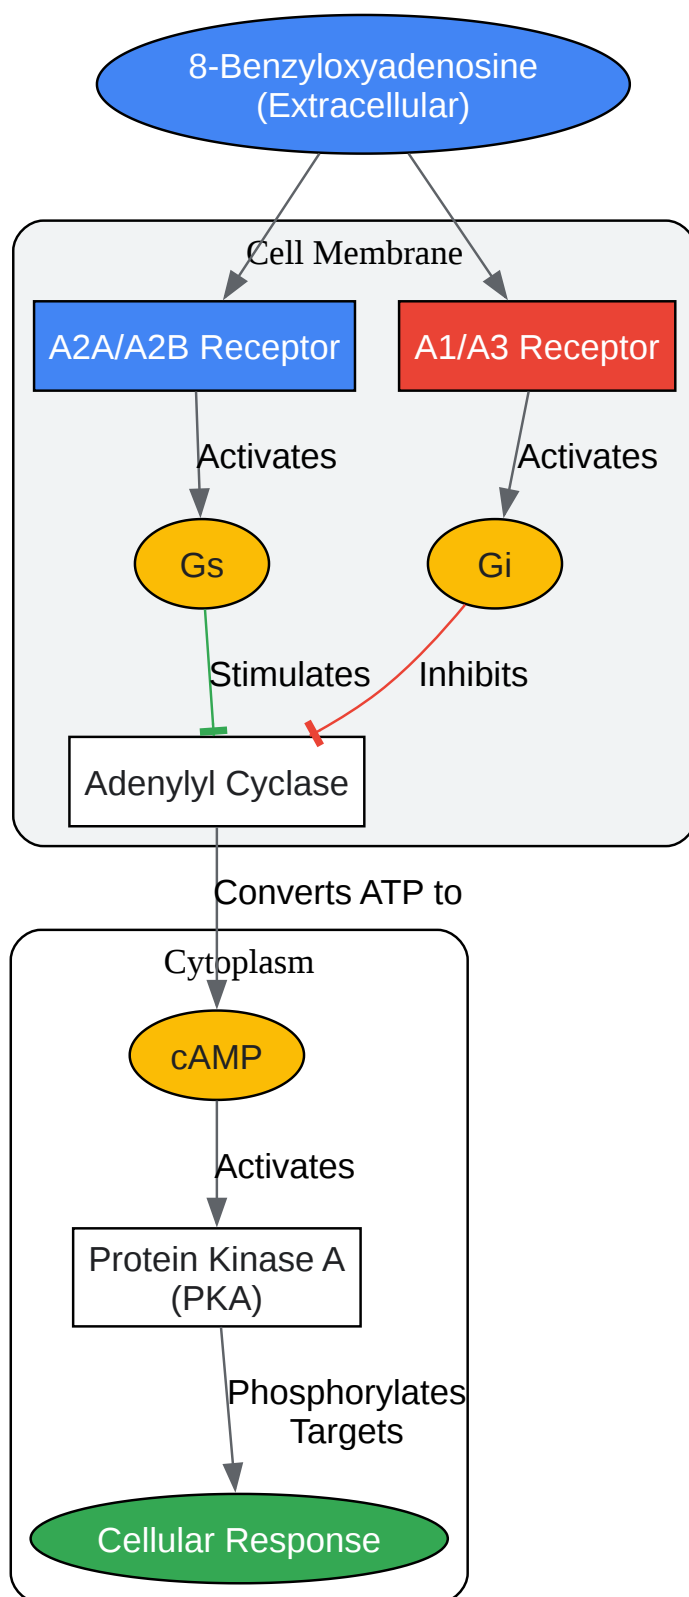 8-Benzyloxyadenosine
(Extracellular)
Cell Membrane
A2A/A2B Receptor
A1/A3 Receptor
Activates
Activates
Gs
Gi
Stimulates
Inhibits
Adenylyl Cyclase
Converts ATP to
Cytoplasm
cAMP
Activates
Protein Kinase A
(PKA)
Phosphorylates
Targets
Cellular Response